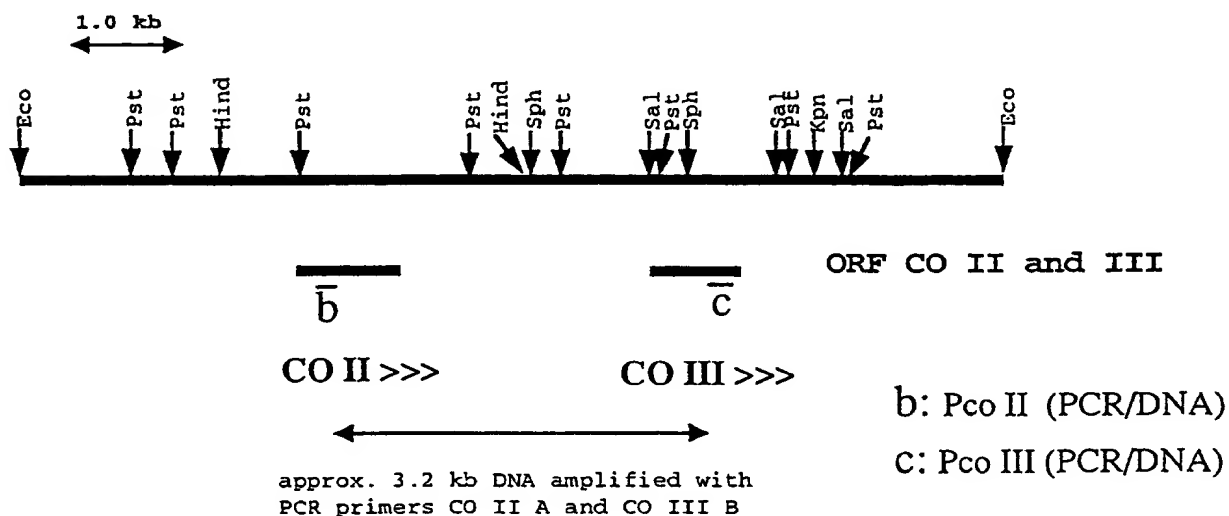 1.0 kb
Eco Pst Pst Hind Pst Pst Hind Sph Pst Sal Pst Sph Sal Pst Kpn Sal Pst Eco
ORF CO II and III
b c
CO II >>> CO III >>>
b: Pco II (PCR/DNA)
c: Pco III (PCR/DNA)
approx. 3.2 kb DNA amplified with
PCR primers CO II A and CO III B